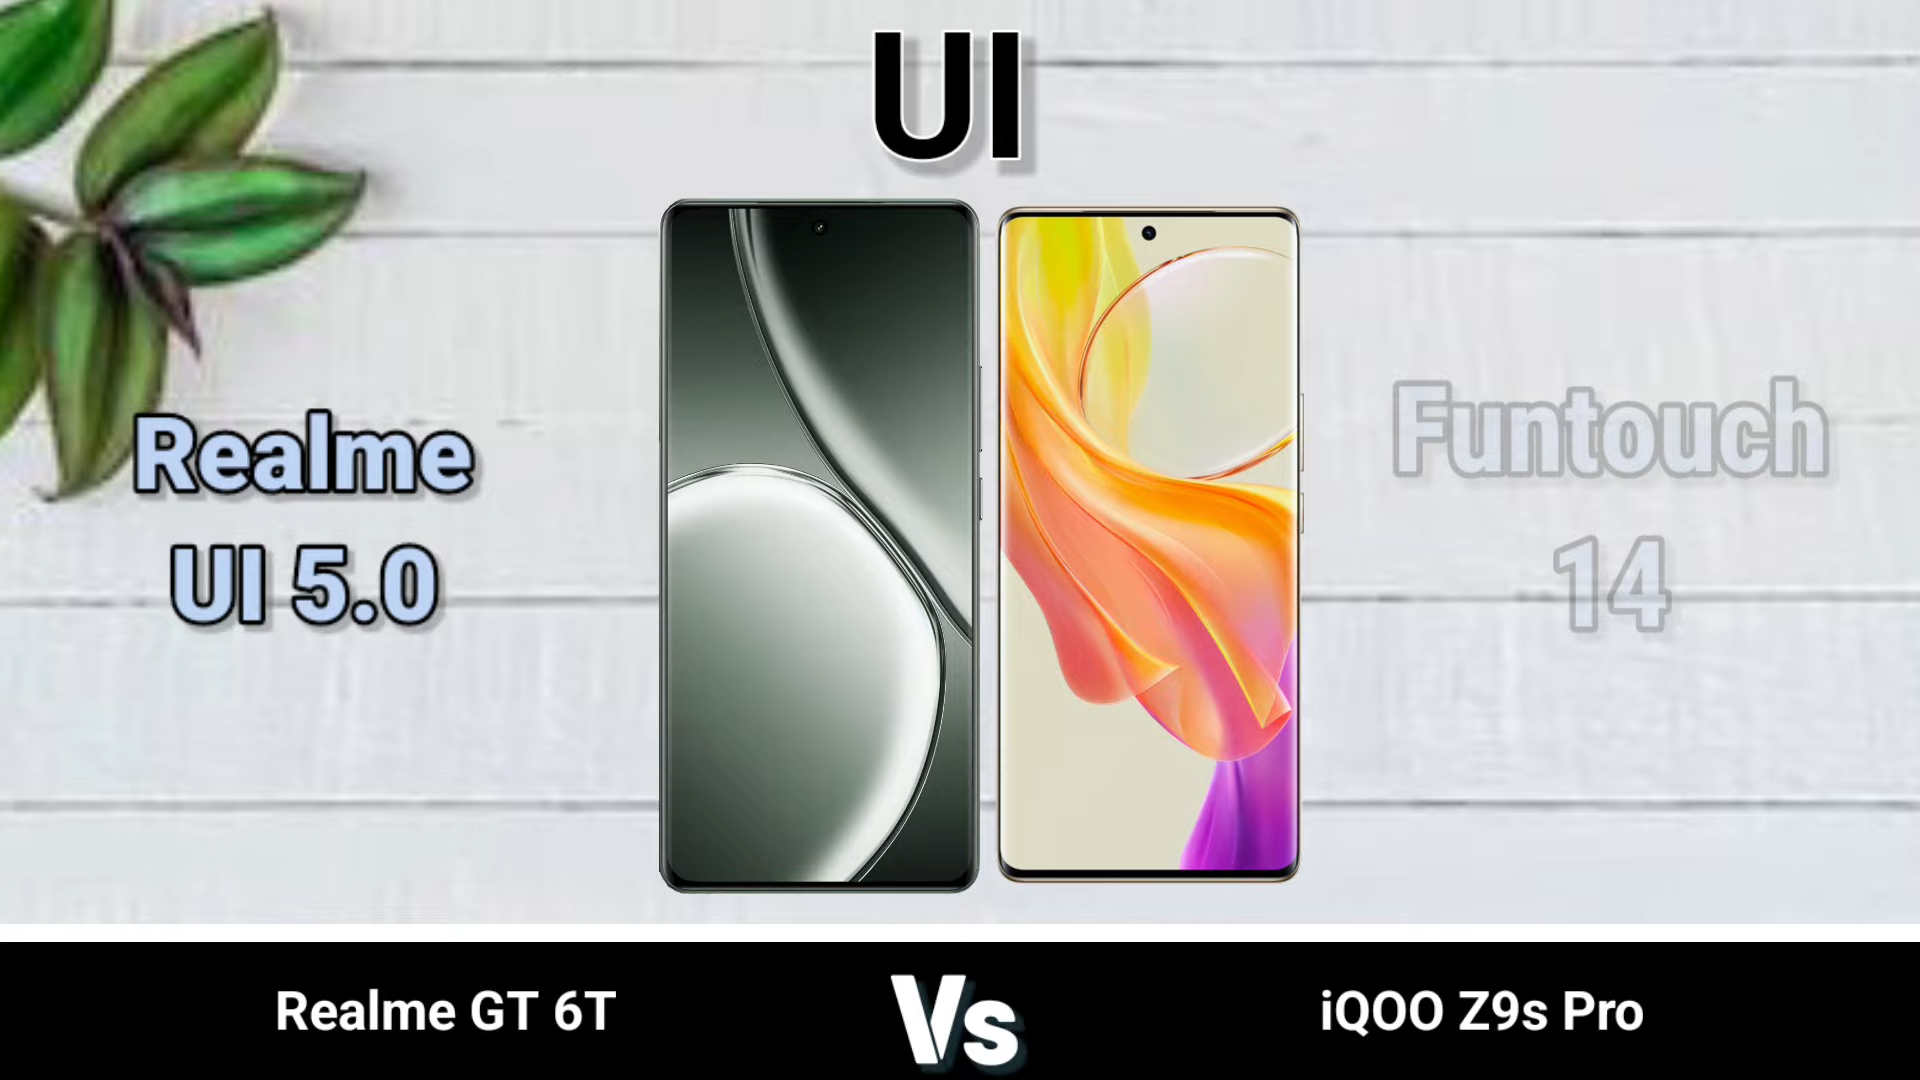 UI
Realme
UI 5.0
Funtouch
14
Realme GT 6T
Vs
iQOO Z9s Pro